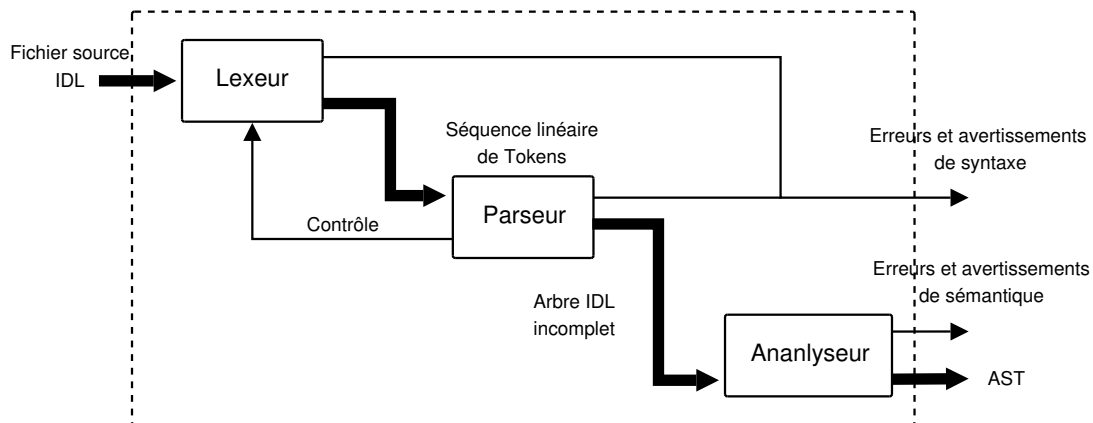 Fichier source
IDL
Lexeur
Séquence linéaire
de Tokens
Erreurs et avertissements
de syntaxe
Parseur
Contrôle
Erreurs et avertissements
de sémantique
Arbre IDL
incomplet
Ananlyseur
AST